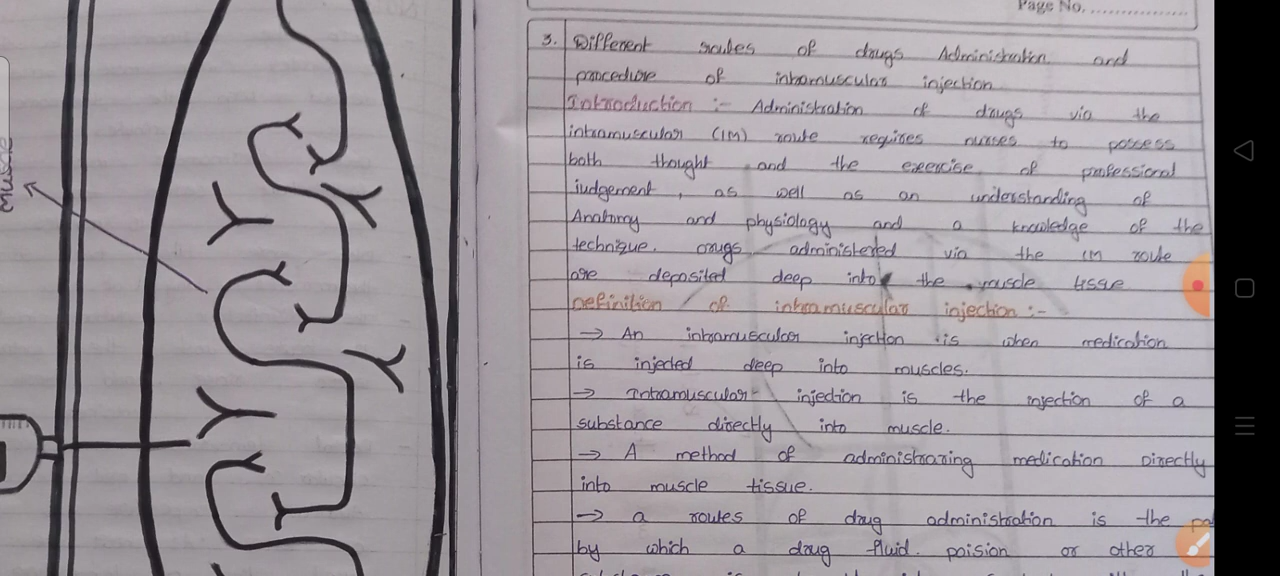 Muscle
Page No. ..................
3. Different routes of drugs Administration and
procedure of intramuscular injection
Introduction :- Administration of drugs via the
intramuscular (IM) route requires nurses to possess
both thought and the exercise of professional
judgement, as well as an understanding of
Anatomy and physiology and a knowledge of the
technique. Drugs administered via the IM route
are deposited deep into the muscle tissue
Definition of intramuscular injection :-
→ An intramuscular injection is when medication
is injected deep into muscles.
→ Intramuscular injection is the injection of a
substance directly into muscle.
→ A method of administraring medication Directly
into muscle tissue.
→ a routes of drug administration is the
by which a drug fluid poision or other